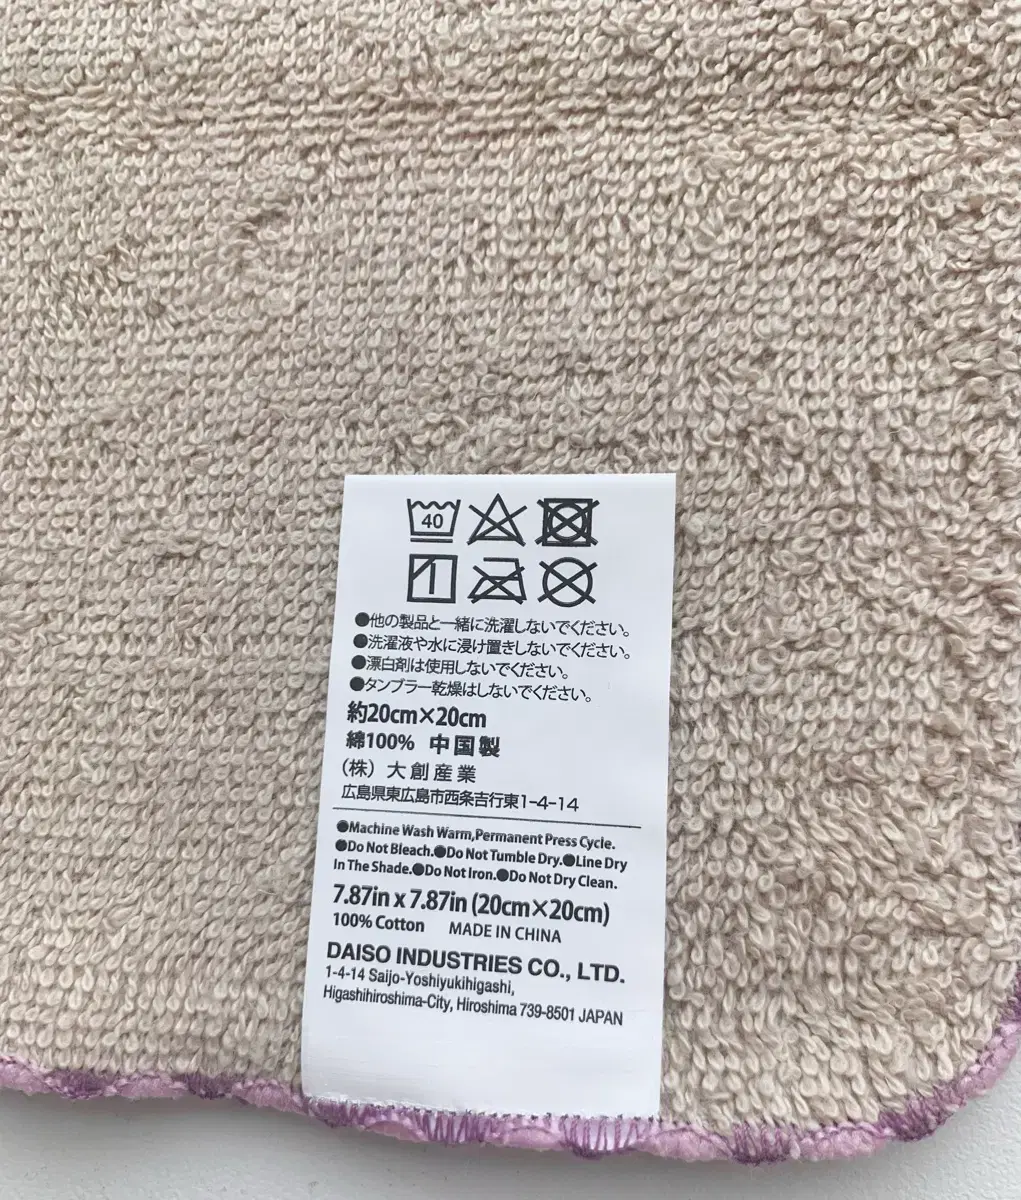 40
●他の製品と一緒に洗濯しないでください。
●洗濯液や水に浸け置きしないでください。
●漂白剤は使用しないでください。
●タンブラー乾燥はしないでください。
約20cm×20cm
綿100% 中国製
（株）大創産業
広島県東広島市西条吉行東1-4-14
●Machine Wash Warm,Permanent Press Cycle.
●Do Not Bleach.●Do Not Tumble Dry.●Line Dry
In The Shade.●Do Not Iron.●Do Not Dry Clean.
7.87in x 7.87in (20cm×20cm)
100% Cotton MADE IN CHINA
DAISO INDUSTRIES CO., LTD.
1-4-14 Saijo-Yoshiyukihigashi,
Higashihiroshima-City, Hiroshima 739-8501 JAPAN